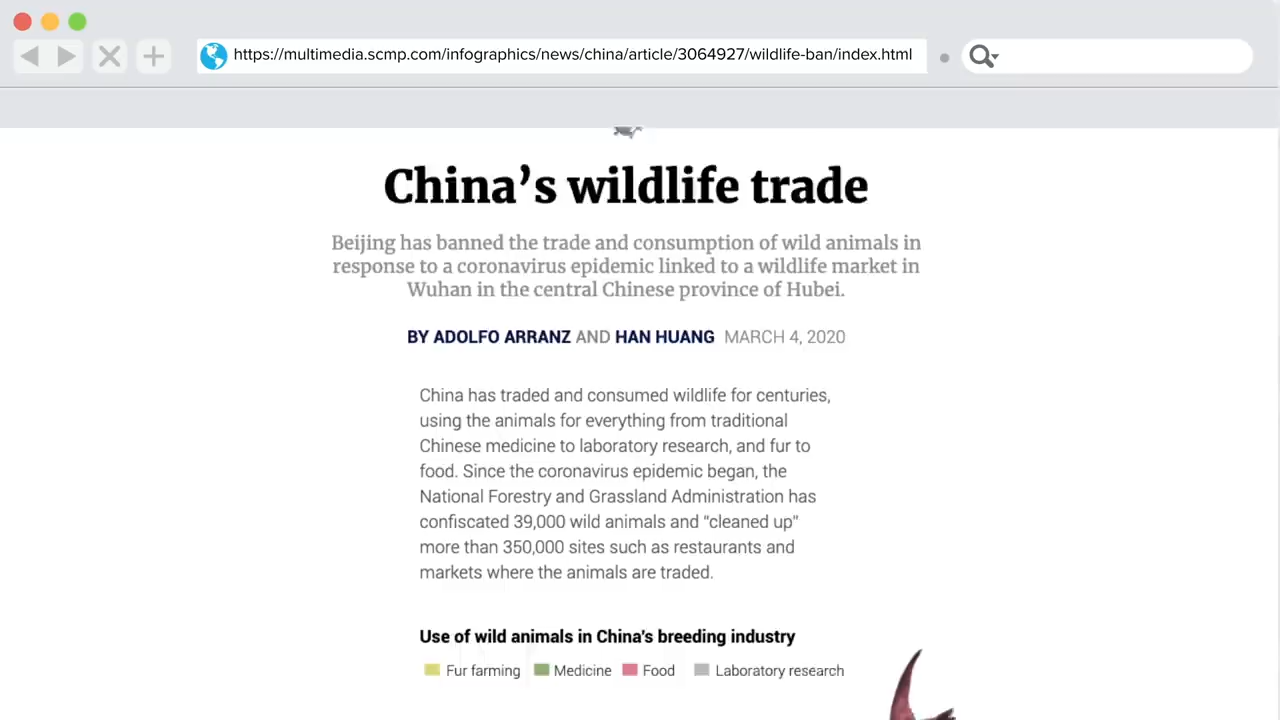 https://multimedia.scmp.com/infographics/news/china/article/3064927/wildlife-ban/index.html
China’s wildlife trade
Beijing has banned the trade and consumption of wild animals in
response to a coronavirus epidemic linked to a wildlife market in
Wuhan in the central Chinese province of Hubei.
BY ADOLFO ARRANZ AND HAN HUANG MARCH 4, 2020
China has traded and consumed wildlife for centuries,
using the animals for everything from traditional
Chinese medicine to laboratory research, and fur to
food. Since the coronavirus epidemic began, the
National Forestry and Grassland Administration has
confiscated 39,000 wild animals and "cleaned up"
more than 350,000 sites such as restaurants and
markets where the animals are traded.
Use of wild animals in China's breeding industry
Fur farming Medicine Food Laboratory research